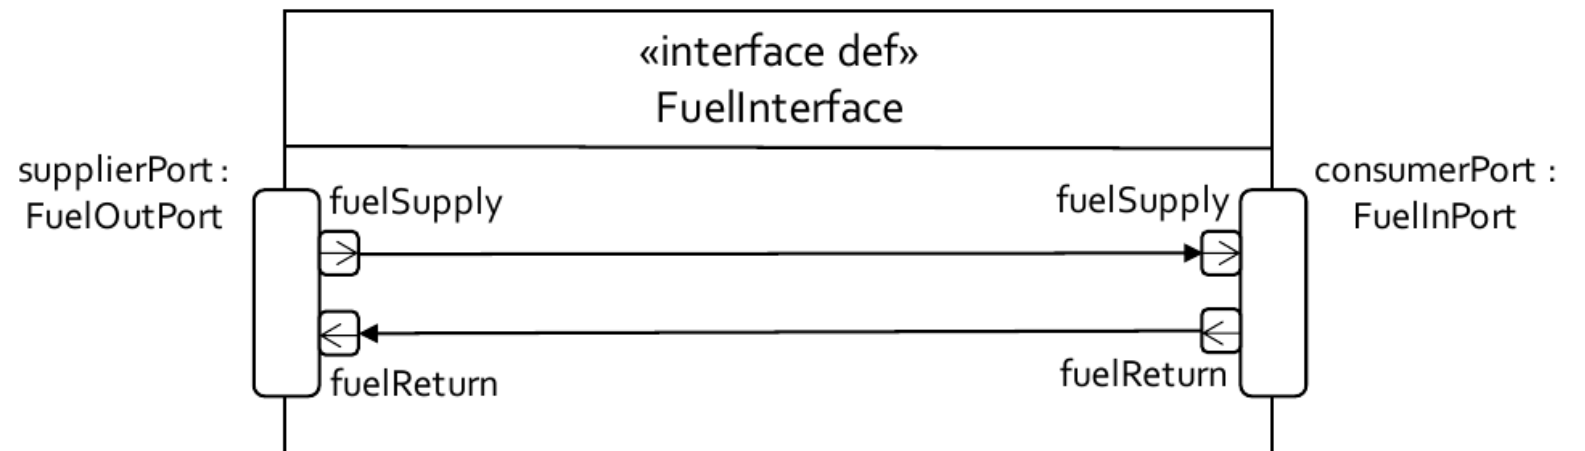 «interface def»
FuelInterface
supplierPort :
FuelOutPort
fuelSupply
fuelSupply
consumerPort :
FuelInPort
fuelReturn
fuelReturn